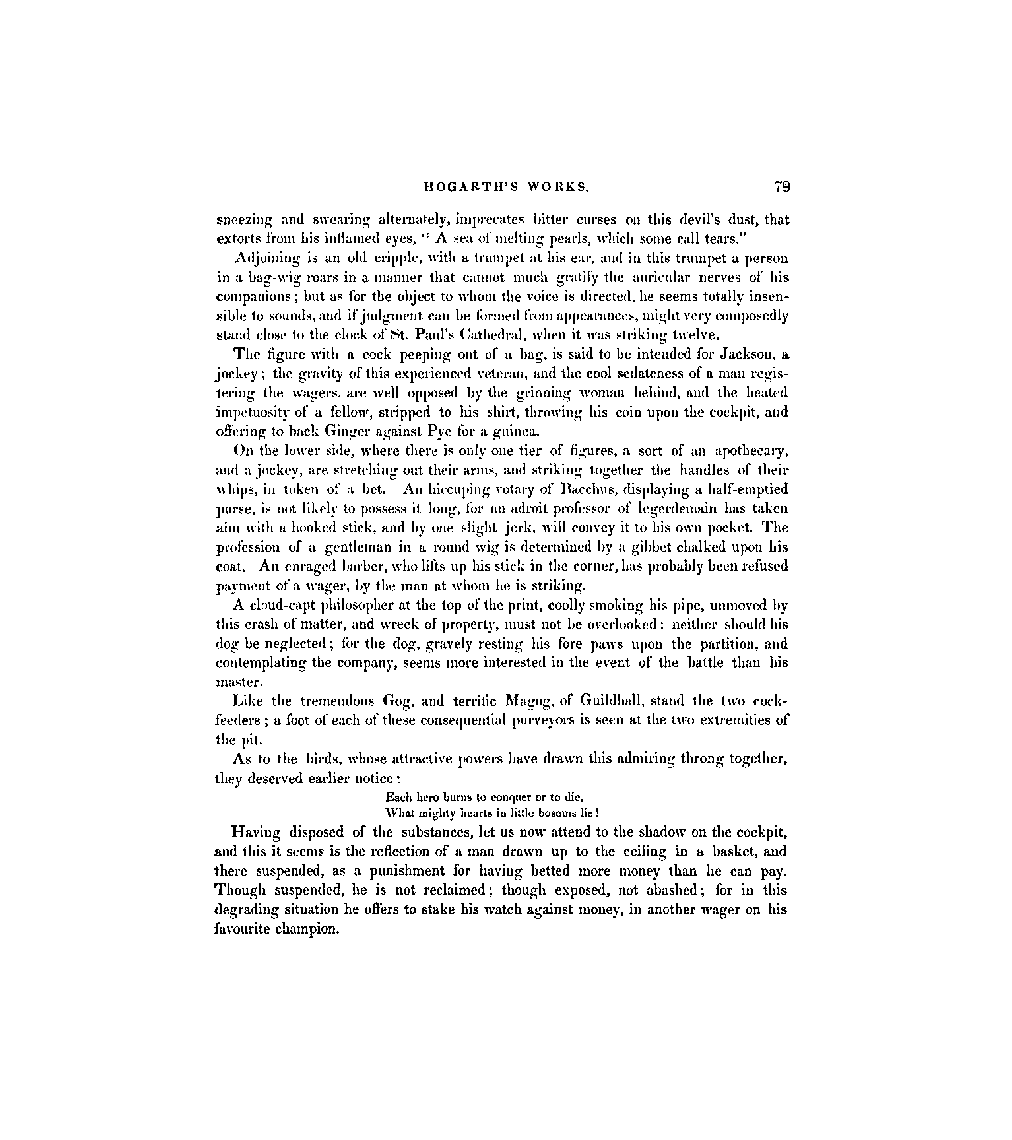 HOGARTH'S WORKS. 79
sneezing and swearing alternately, imprecates bitter curses on this devil's dust, that
extorts from his inflamed eyes, " A sea of melting pearls, which some call tears."
Adjoining is an old cripple, with a trumpet at his ear, and in this trumpet a person
in a bag-wig roars in a manner that cannot much gratify the auricular nerves of his
companions; but as for the object to whom the voice is directed, he seems totally insen-
sible to sounds, and if judgment can be formed from appearances, might very composedly
stand close to the clock of St. Paul's Cathedral, when it was striking twelve.
The figure with a cock peeping out of a bag, is said to be intended for Jackson, a
jockey; the gravity of this experienced veteran, and the cool sedateness of a man regis-
tering the wagers, are well opposed by the grinning woman behind, and the heated
impetuosity of a fellow, stripped to his shirt, throwing his coin upon the cockpit, and
offering to back Ginger against Pye for a guinea.
On the lower side, where there is only one tier of figures, a sort of an apothecary,
and a jockey, are stretching out their arms, and striking together the handles of their
whips, in token of a bet. An hiccuping votary of Bacchus, displaying a half-emptied
purse, is not likely to possess it long, for an adroit professor of legerdemain has taken
aim with a hooked stick, and by one slight jerk, will convey it to his own pocket. The
profession of a gentleman in a round wig is determined by a gibbet chalked upon his
coat. An enraged barber, who lifts up his stick in the corner, has probably been refused
payment of a wager, by the man at whom he is striking.
A cloud-capt philosopher at the top of the print, coolly smoking his pipe, unmoved by
this crash of matter, and wreck of property, must not be overlooked: neither should his
dog be neglected; for the dog, gravely resting his fore paws upon the partition, and
contemplating the company, seems more interested in the event of the battle than his
master.
Like the tremendous Gog, and terrific Magog, of Guildhall, stand the two cock-
feeders; a foot of each of these consequential purveyors is seen at the two extremities of
the pit.
As to the birds, whose attractive powers have drawn this admiring throng together,
they deserved earlier notice:
Each hero burns to conquer or to die,
What mighty hearts in little bosoms lie!
Having disposed of the substances, let us now attend to the shadow on the cockpit,
and this it seems is the reflection of a man drawn up to the ceiling in a basket, and
there suspended, as a punishment for having betted more money than he can pay.
Though suspended, he is not reclaimed; though exposed, not abashed; for in this
degrading situation he offers to stake his watch against money, in another wager on his
favourite champion.